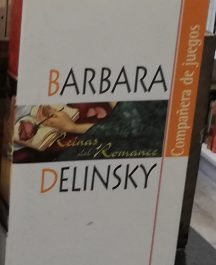 BARBARA
Reinas
del Romance
DELINSKY
Compañera de juegos